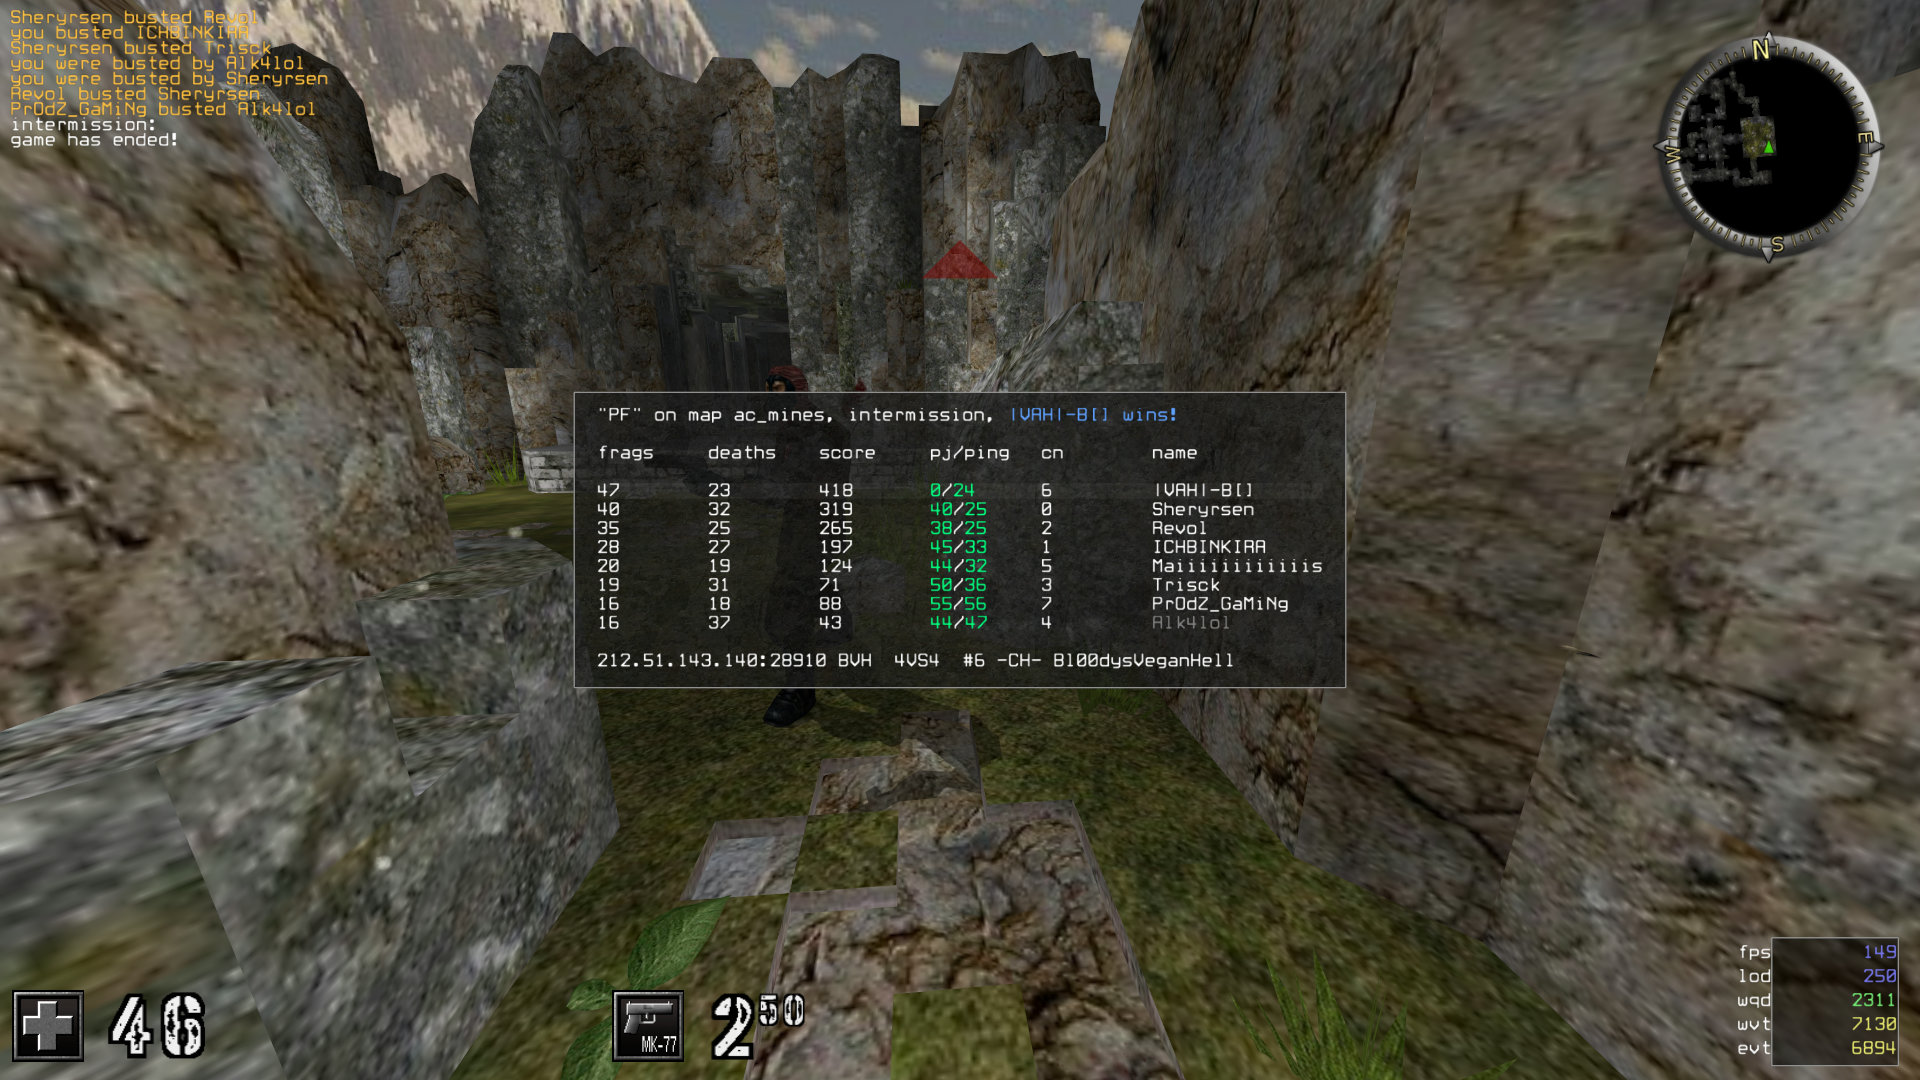 Sheryrsen busted Revol
you busted ICHBINKIRA
Sheryrsen busted Trisck
you were busted by Alk4lol
you were busted by Sheryrsen
Revol busted Sheryrsen
PrOdZ_GaMiNg busted Alk4lol
intermission:
game has ended!
N
E
W
S
"PF" on map ac_mines, intermission, |VAH|-B[] wins!
frags deaths score pj/ping cn name
47 23 418 0/24 6 |VAH|-B[]
40 32 319 40/25 0 Sheryrsen
35 25 265 38/25 2 Revol
28 27 197 45/33 1 ICHBINKIRA
20 19 124 44/32 5 Maiiiiiiiiiiiis
19 31 71 50/36 3 Trisck
16 18 88 55/56 7 PrOdZ_GaMiNg
16 37 43 44/47 4 Alk4lol
212.51.143.140:28910 BVH 4VS4 #6 -CH- Bl00dysVeganHell
fps 149
lod 250
wqd 2311
wvt 7130
evt 6894
46
MK-77
2 50